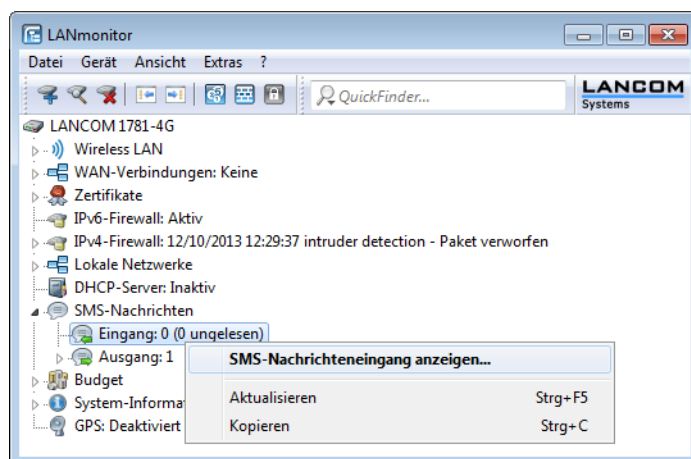 LANmonitor
Datei Gerät Ansicht Extras ?
QuickFinder...
LANCOM
Systems
LANCOM 1781-4G
Wireless LAN
WAN-Verbindungen: Keine
Zertifikate
IPv6-Firewall: Aktiv
IPv4-Firewall: 12/10/2013 12:29:37 intruder detection - Paket verworfen
Lokale Netzwerke
DHCP-Server: Inaktiv
SMS-Nachrichten
Eingang: 0 (0 ungelesen)
Ausgang: 1
SMS-Nachrichteneingang anzeigen...
Budget
System-Informa
Aktualisieren Strg+F5
GPS: Deaktiviert
Kopieren Strg+C